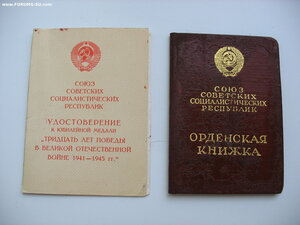 www.FORUMS-SU.com
СОЮЗ
СОВЕТСКИХ
СОЦИАЛИСТИЧЕСКИХ
РЕСПУБЛИК
УДОСТОВЕРЕНИЕ
К ЮБИЛЕЙНОЙ МЕДАЛИ
„ТРИДЦАТЬ ЛЕТ ПОБЕДЫ
В ВЕЛИКОЙ ОТЕЧЕСТВЕННОЙ
ВОЙНЕ 1941—1945 гг."
СОЮЗ
СОВЕТСКИХ
СОЦИАЛИСТИЧЕСКИХ
РЕСПУБЛИК
ОРДЕНСКАЯ
КНИЖКА